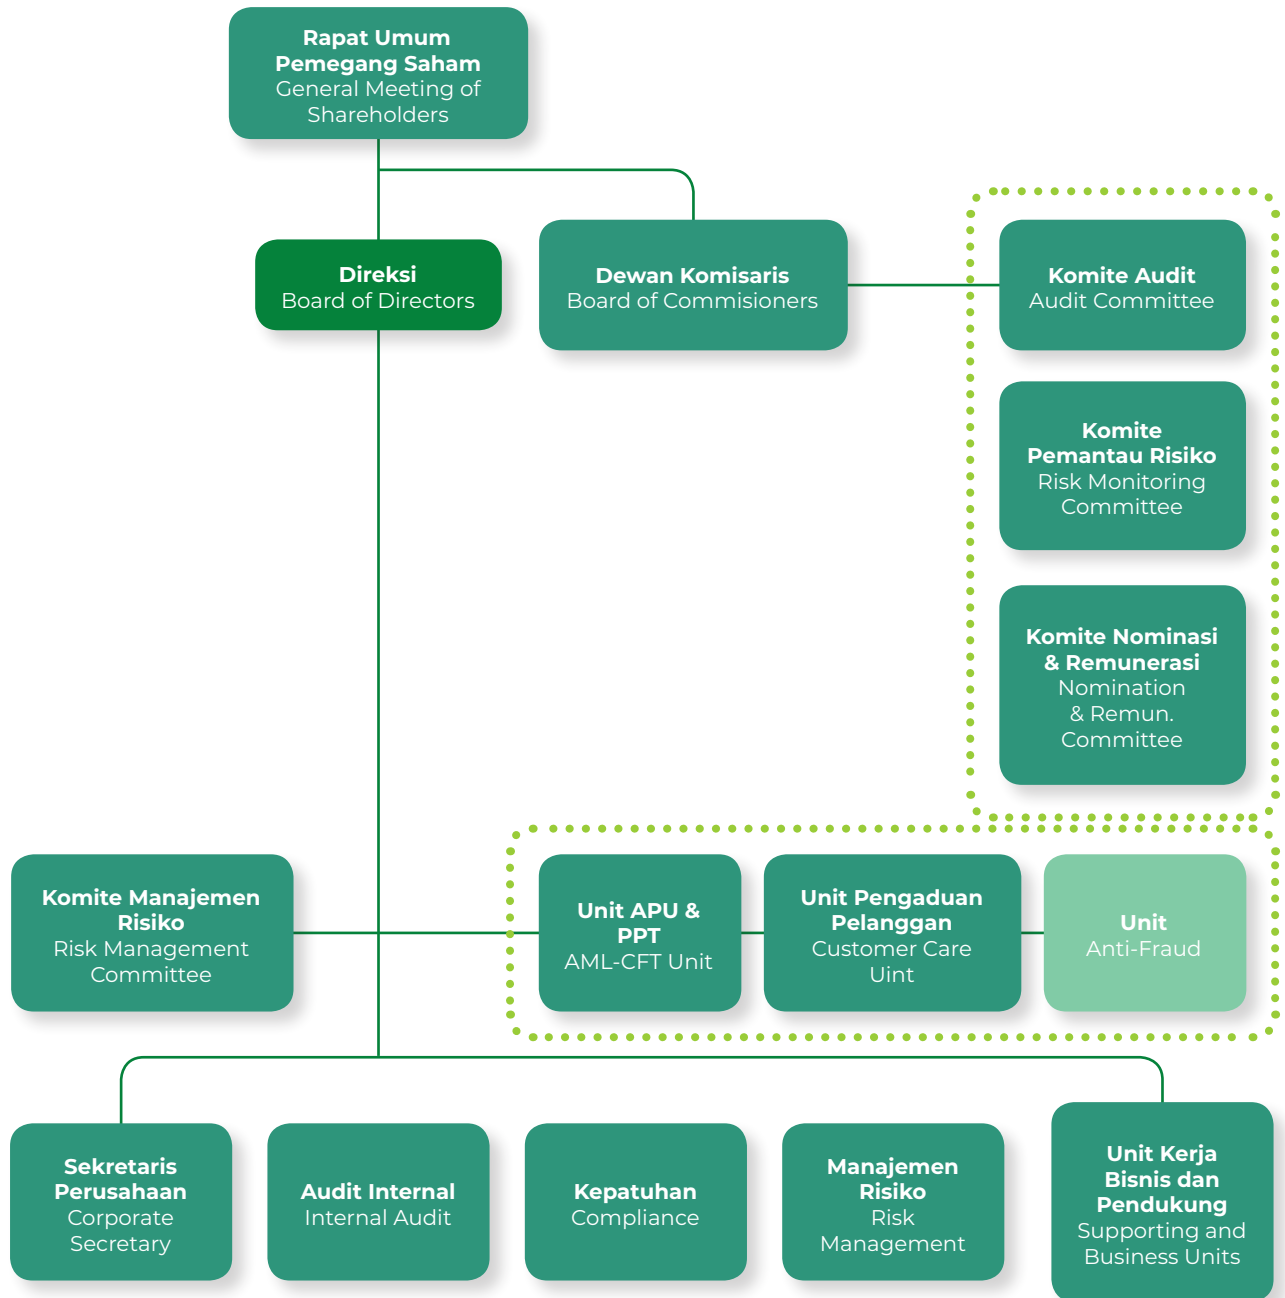 Rapat Umum
Pemegang Saham
General Meeting of
Shareholders
Direksi
Board of Directors
Dewan Komisaris
Board of Commisioners
Komite Audit
Audit Committee
Komite
Pemantau Risiko
Risk Monitoring
Committee
Komite Nominasi
& Remunerasi
Nomination
& Remun.
Committee
Komite Manajemen
Risiko
Risk Management
Committee
Unit APU &
PPT
AML-CFT Unit
Unit Pengaduan
Pelanggan
Customer Care
Uint
Unit
Anti-Fraud
Sekretaris
Perusahaan
Corporate
Secretary
Audit Internal
Internal Audit
Kepatuhan
Compliance
Manajemen
Risiko
Risk
Management
Unit Kerja
Bisnis dan
Pendukung
Supporting and
Business Units